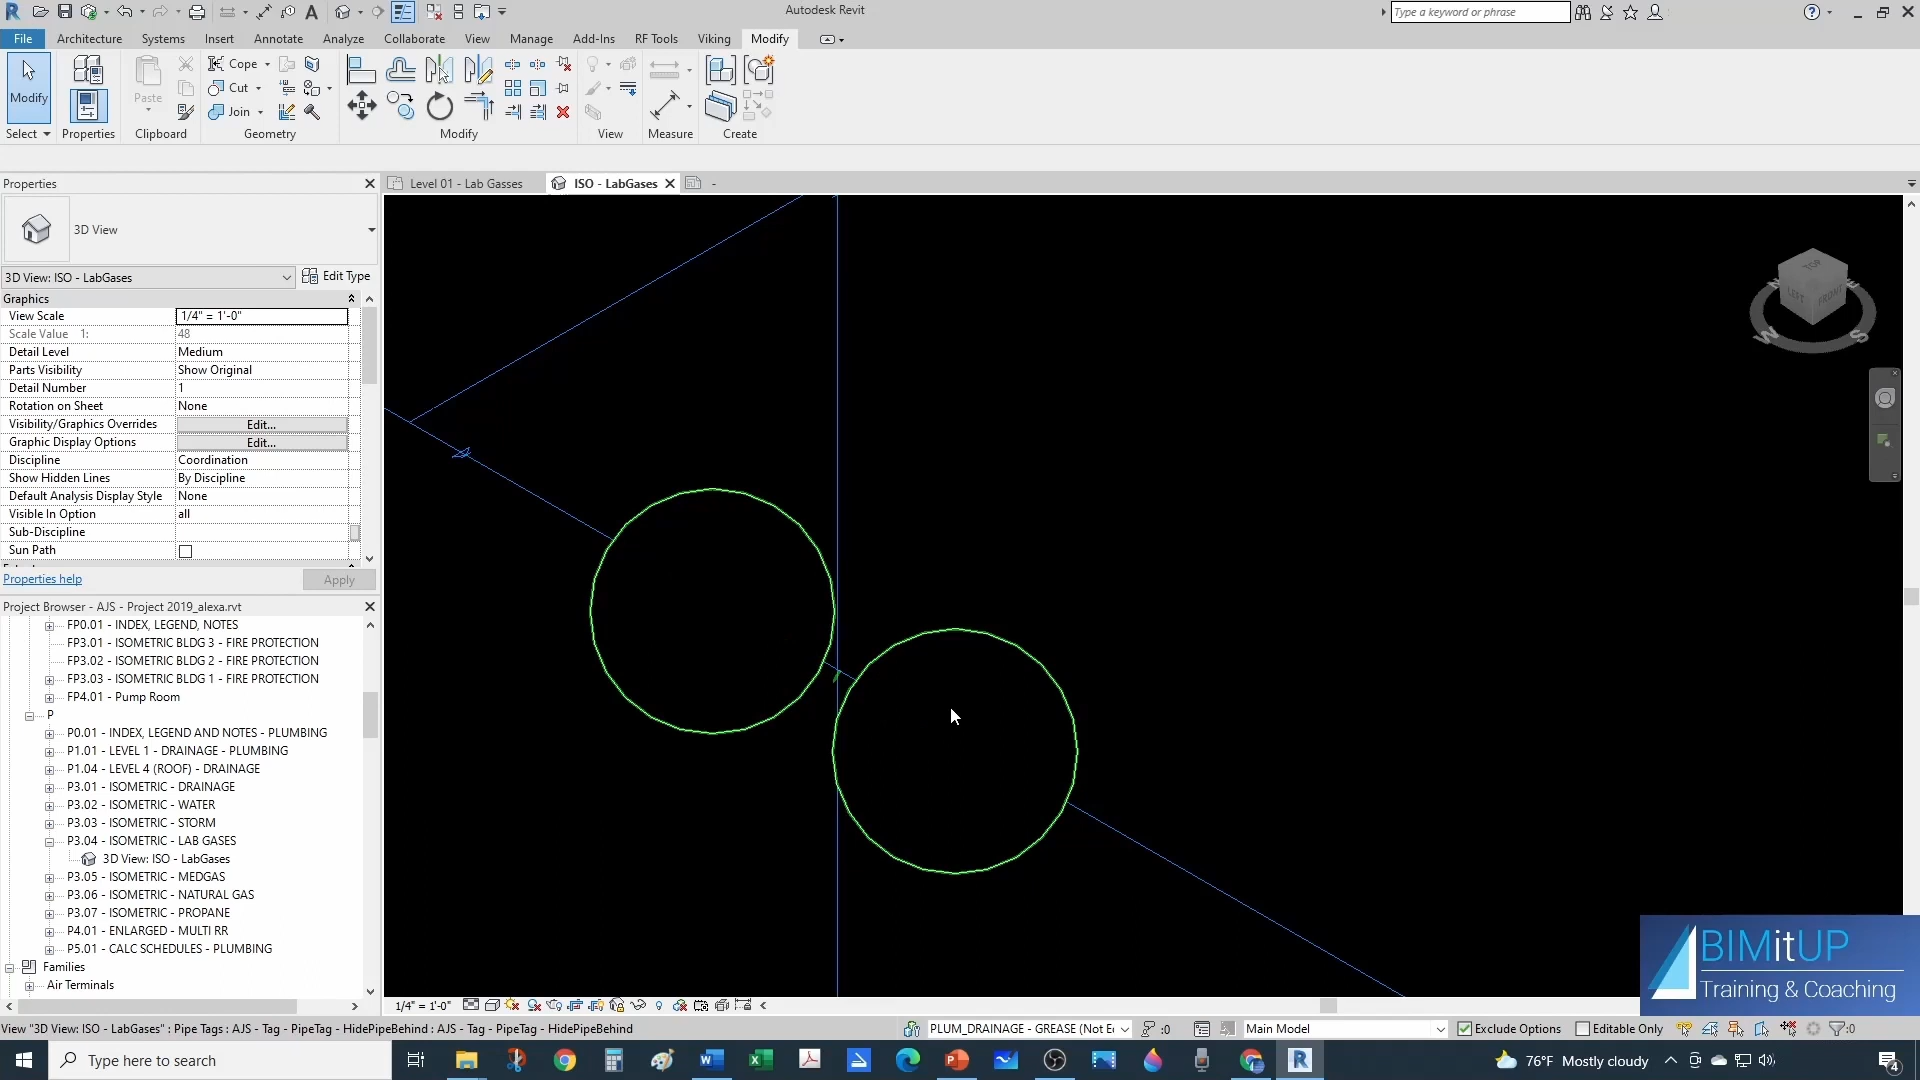 Autodesk Revit
Type a keyword or phrase
File
Architecture
Systems
Insert
Annotate
Analyze
Collaborate
View
Manage
Add-Ins
RF Tools
Viking
Modify
Modify
Paste
Cope
Cut
Join
Select
Properties
Clipboard
Geometry
Modify
View
Measure
Create
Properties
Level 01 - Lab Gasses
ISO - LabGases
-
3D View
3D View: ISO - LabGases
Edit Type
Graphics
View Scale
1/4" = 1'-0"
Scale Value 1:
48
Detail Level
Medium
Parts Visibility
Show Original
Detail Number
1
Rotation on Sheet
None
Visibility/Graphics Overrides
Edit...
Graphic Display Options
Edit...
Discipline
Coordination
Show Hidden Lines
By Discipline
Default Analysis Display Style
None
Visible In Option
all
Sub-Discipline
Sun Path
Properties help
Apply
Project Browser - AJS - Project 2019_alexa.rvt
FP0.01 - INDEX, LEGEND, NOTES
FP3.01 - ISOMETRIC BLDG 3 - FIRE PROTECTION
FP3.02 - ISOMETRIC BLDG 2 - FIRE PROTECTION
FP3.03 - ISOMETRIC BLDG 1 - FIRE PROTECTION
FP4.01 - Pump Room
P
P0.01 - INDEX, LEGEND AND NOTES - PLUMBING
P1.01 - LEVEL 1 - DRAINAGE - PLUMBING
P1.04 - LEVEL 4 (ROOF) - DRAINAGE
P3.01 - ISOMETRIC - DRAINAGE
P3.02 - ISOMETRIC - WATER
P3.03 - ISOMETRIC - STORM
P3.04 - ISOMETRIC - LAB GASES
3D View: ISO - LabGases
P3.05 - ISOMETRIC - MEDGAS
P3.06 - ISOMETRIC - NATURAL GAS
P3.07 - ISOMETRIC - PROPANE
P4.01 - ENLARGED - MULTI RR
P5.01 - CALC SCHEDULES - PLUMBING
Families
Air Terminals
TOP
LEFT
FRONT
W
S
BIMitUP
Training & Coaching
1/4" = 1'-0"
View "3D View: ISO - LabGases" : Pipe Tags : AJS - Tag - PipeTag - HidePipeBehind : AJS - Tag - PipeTag - HidePipeBehind
PLUM_DRAINAGE - GREASE (Not E
:0
Main Model
Exclude Options
Editable Only
:0
Type here to search
76°F Mostly cloudy
4